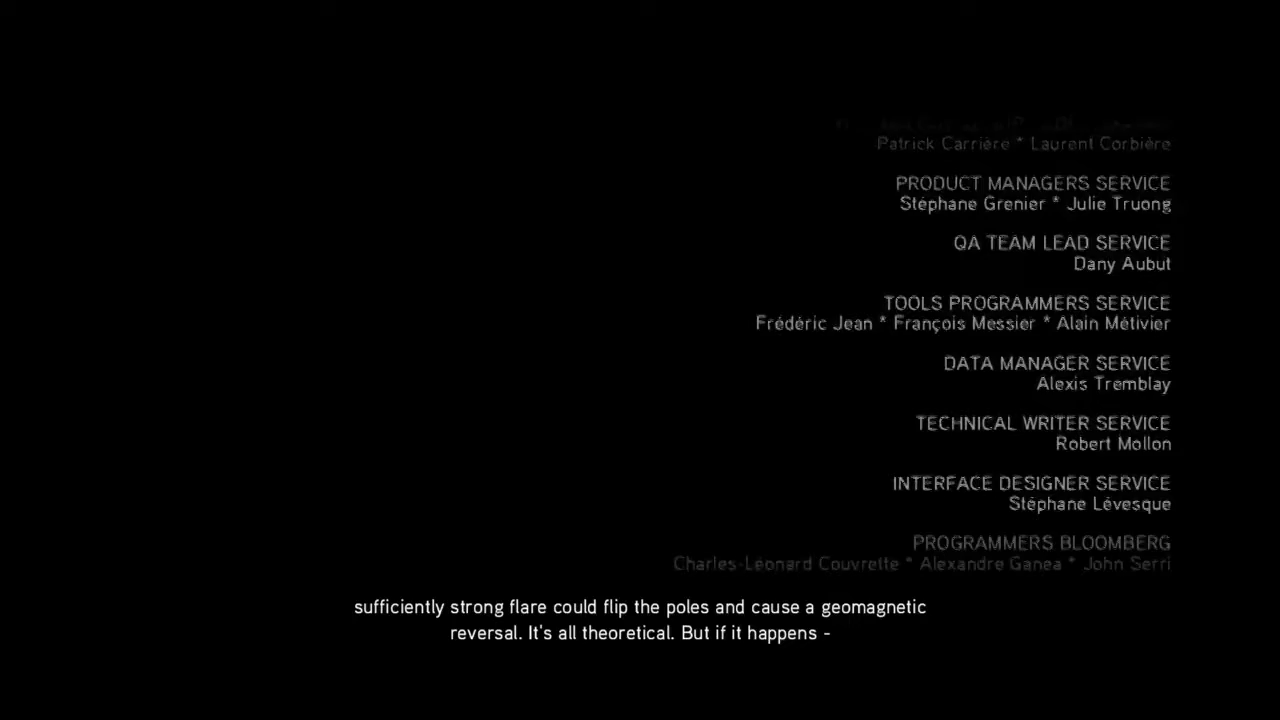 Patrick Carrière * Laurent Corbière
PRODUCT MANAGERS SERVICE
Stéphane Grenier * Julie Truong
QA TEAM LEAD SERVICE
Dany Aubut
TOOLS PROGRAMMERS SERVICE
Frédéric Jean * François Messier * Alain Métivier
DATA MANAGER SERVICE
Alexis Tremblay
TECHNICAL WRITER SERVICE
Robert Mollon
INTERFACE DESIGNER SERVICE
Stéphane Lévesque
PROGRAMMERS BLOOMBERG
Charles-Léonard Couvrette * Alexandre Ganea * John Serri
sufficiently strong flare could flip the poles and cause a geomagnetic
reversal. It's all theoretical. But if it happens -